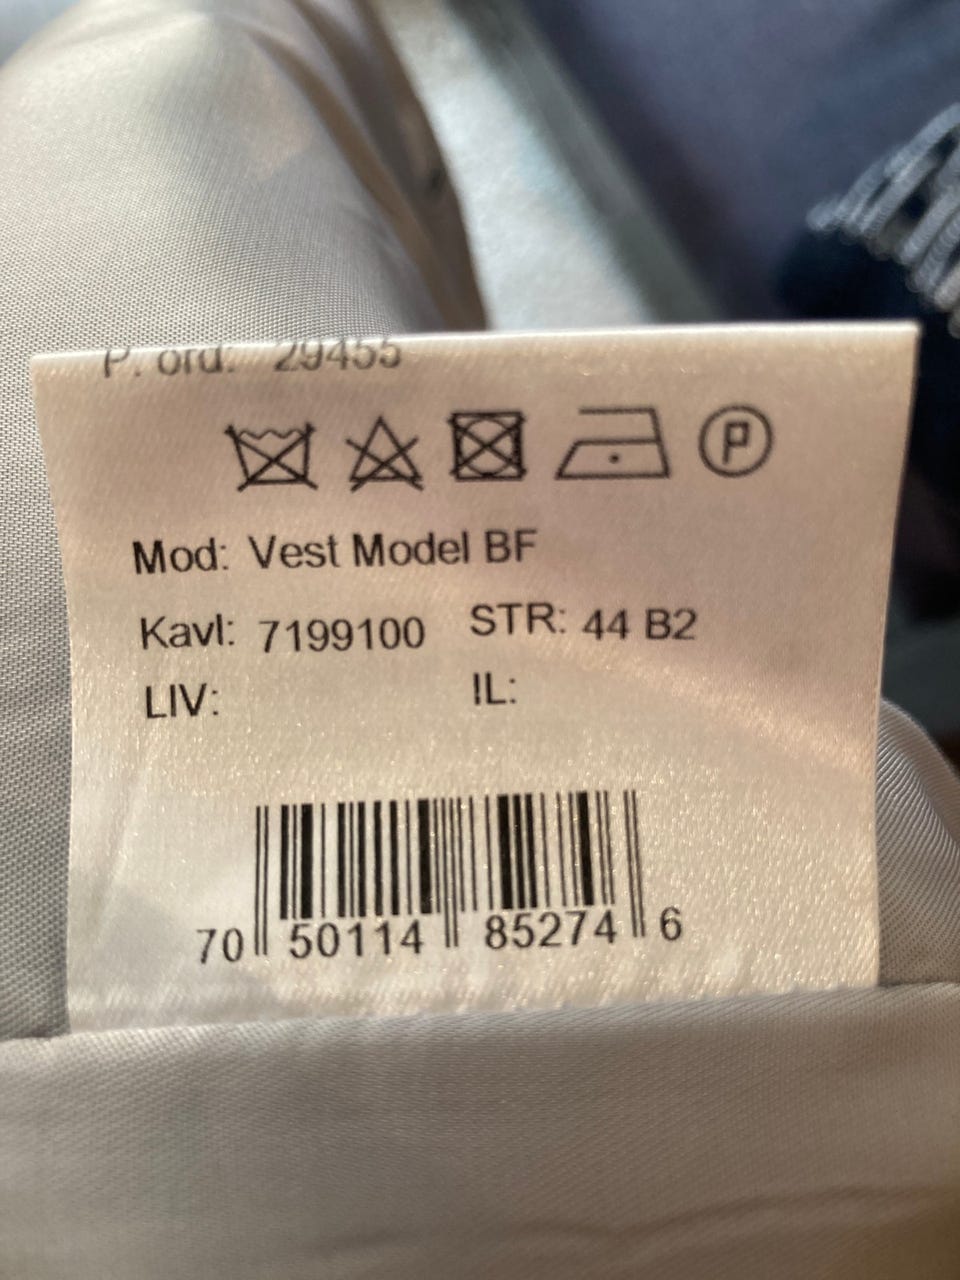 P. ord: 29455
P
Mod: Vest Model BF
Kavl: 7199100 STR: 44 B2
LIV: IL:
70 50114 85274 6